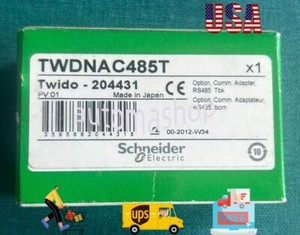 USA
TWDNAC485T x1
Twido - 204431
PV:01 Made in Japan
Option, Comm. Adapter,
RS485 Tbk
Option, Comm. Adaptateur,
RS485 born
00-2012-W34
Schneider
Electric
10
ups